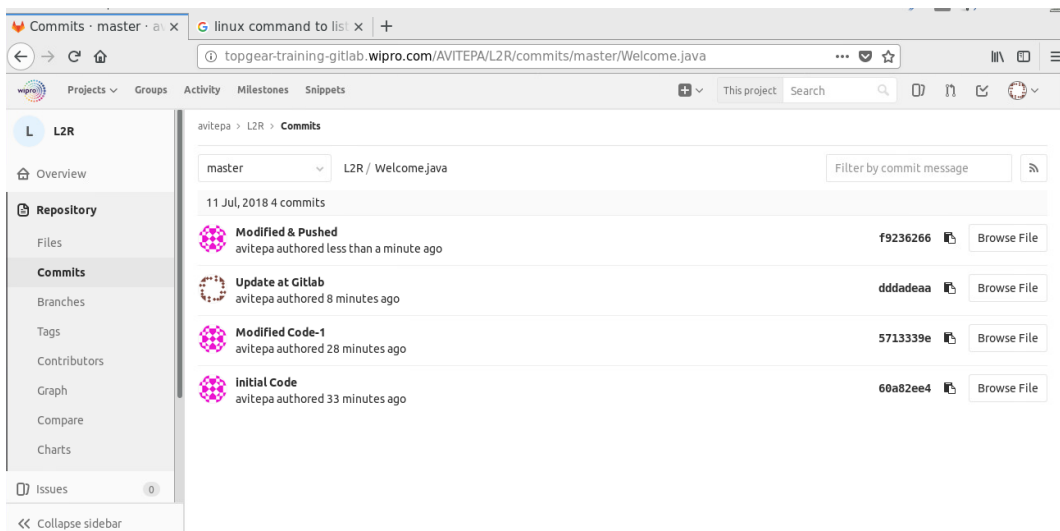 Commits · master · av
linux command to list
topgear-training-gitlab.wipro.com/AVITEPA/L2R/commits/master/Welcome.java
wipro Projects Groups Activity Milestones Snippets This project Search
L L2R
avitepa > L2R > Commits
Overview
master L2R / Welcome.java Filter by commit message
Repository
11 Jul, 2018 4 commits
Files
Modified & Pushed
avitepa authored less than a minute ago
f9236266 Browse File
Commits
Update at Gitlab
avitepa authored 8 minutes ago
dddadeaa Browse File
Branches
Tags
Modified Code-1
avitepa authored 28 minutes ago
5713339e Browse File
Contributors
Graph
initial Code
avitepa authored 33 minutes ago
60a82ee4 Browse File
Compare
Charts
Issues 0
Collapse sidebar